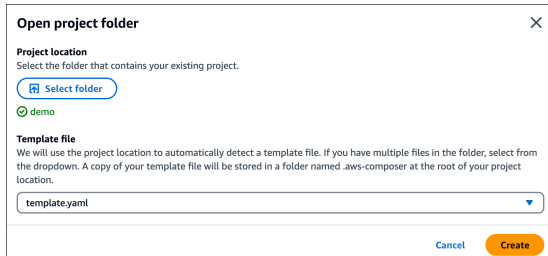 Open project folder
Project location
Select the folder that contains your existing project.
Select folder
demo
Template file
We will use the project location to automatically detect a template file. If you have multiple files in the folder, select from
the dropdown. A copy of your template file will be stored in a folder named .aws-composer at the root of your project
location.
template.yaml
Cancel Create